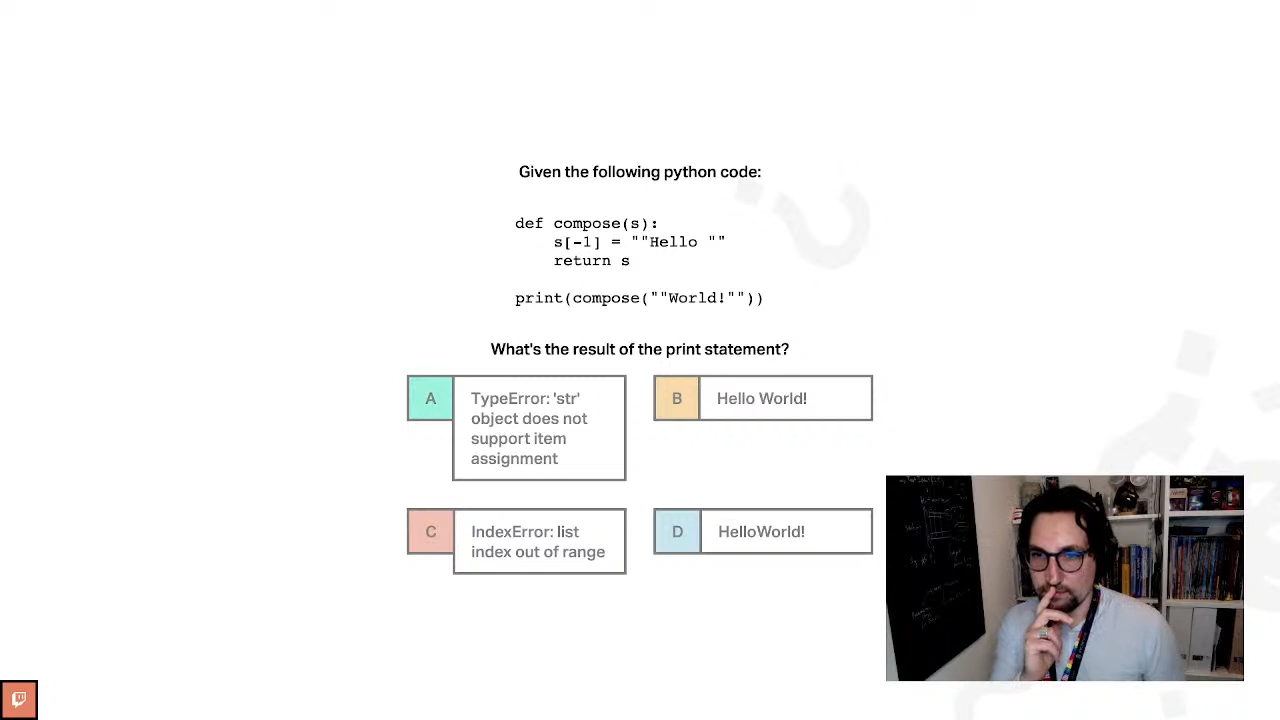 Given the following python code:
def compose(s):
    s[-1] = ""Hello ""
    return s
print(compose(""World!""))
What's the result of the print statement?
A
TypeError: 'str'
object does not
support item
assignment
B
Hello World!
C
IndexError: list
index out of range
D
HelloWorld!